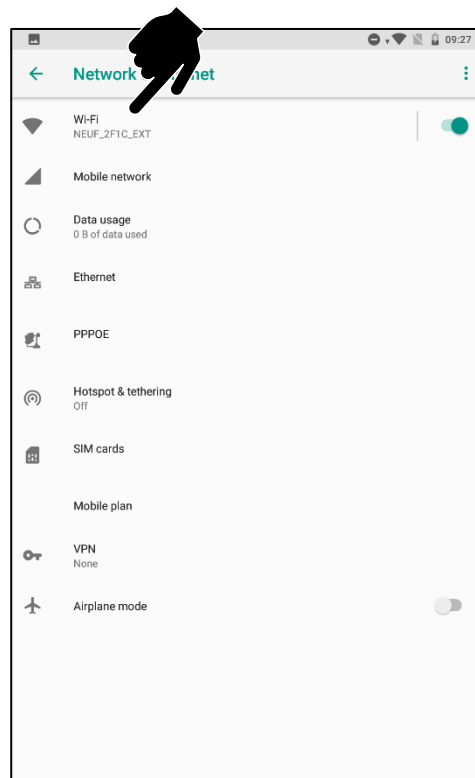 09:27
Network net
Wi-Fi
NEUF_2F1C_EXT
Mobile network
Data usage
0 B of data used
Ethernet
PPPOE
Hotspot & tethering
Off
SIM cards
Mobile plan
VPN
None
Airplane mode